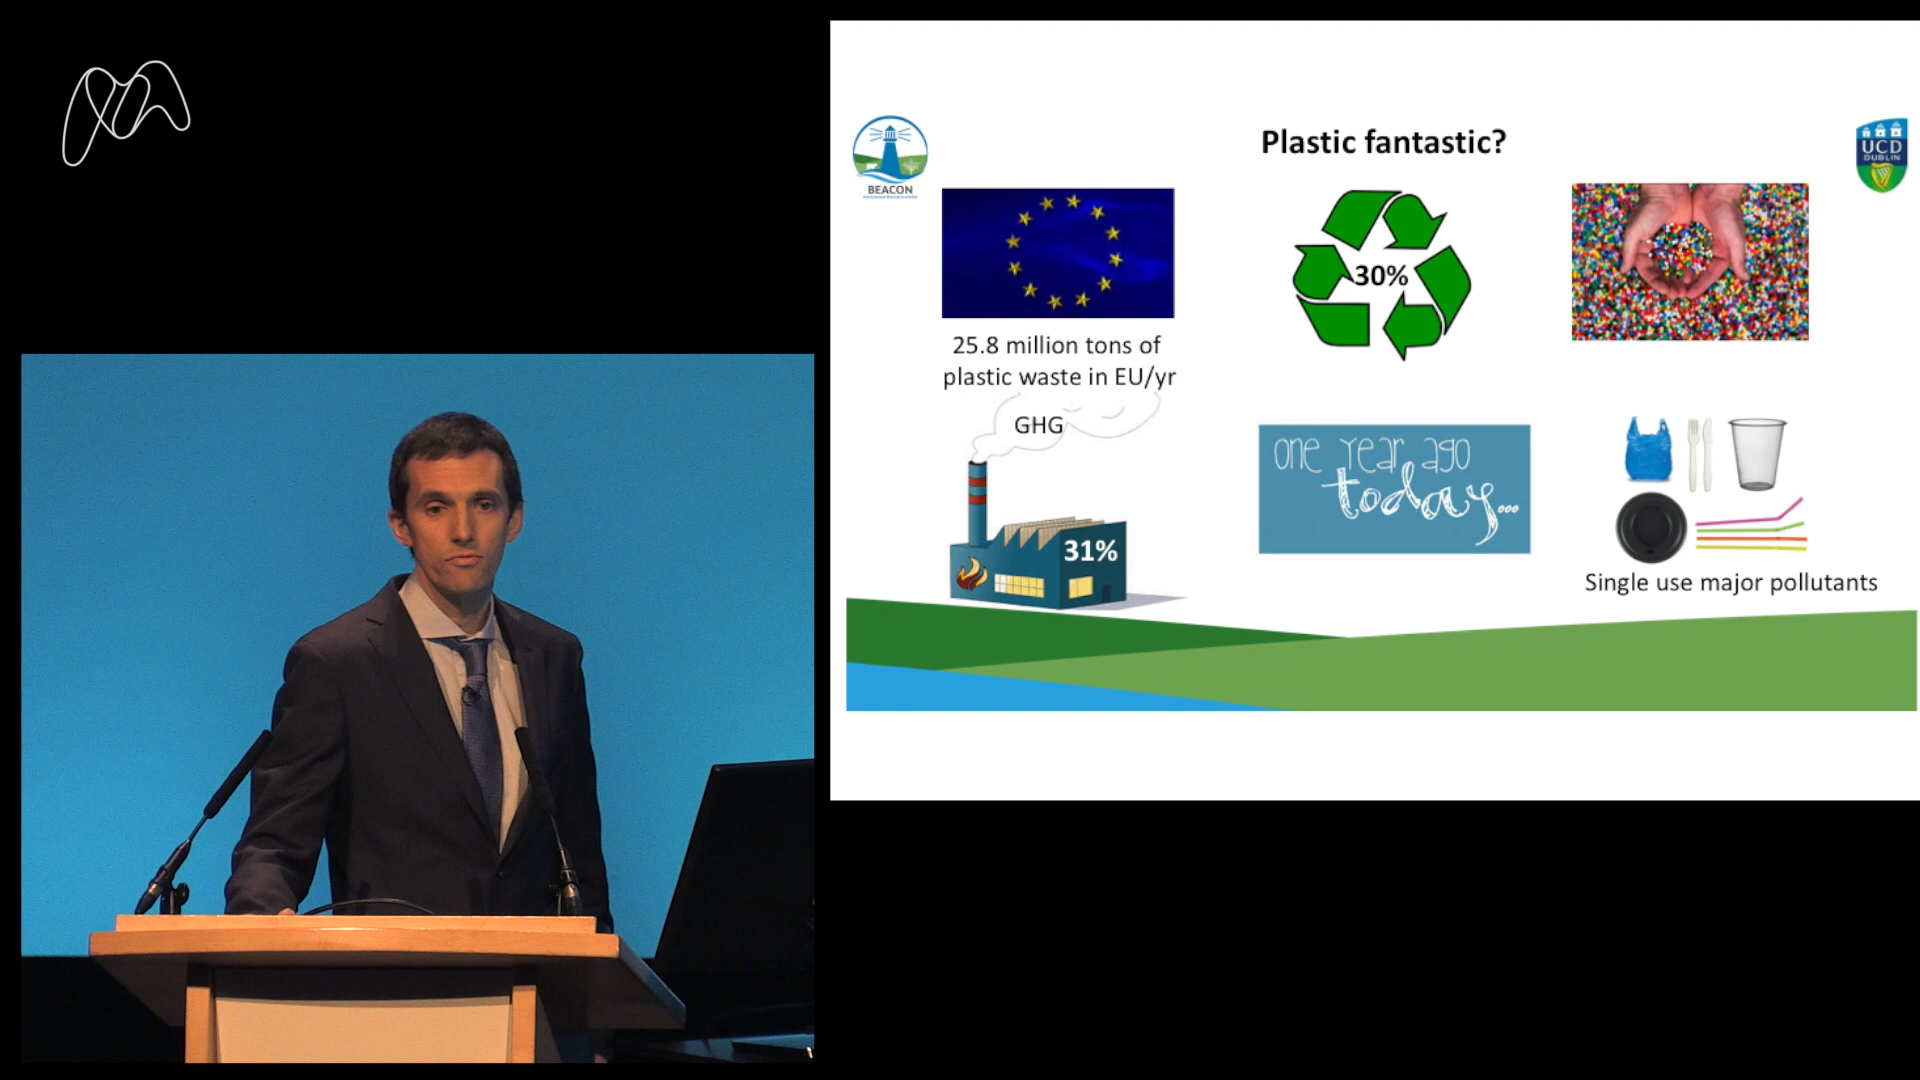 Plastic fantastic?
BEACON
UCD
DUBLIN
30%
25.8 million tons of
plastic waste in EU/yr
GHG
31%
one year ago
today...
Single use major pollutants